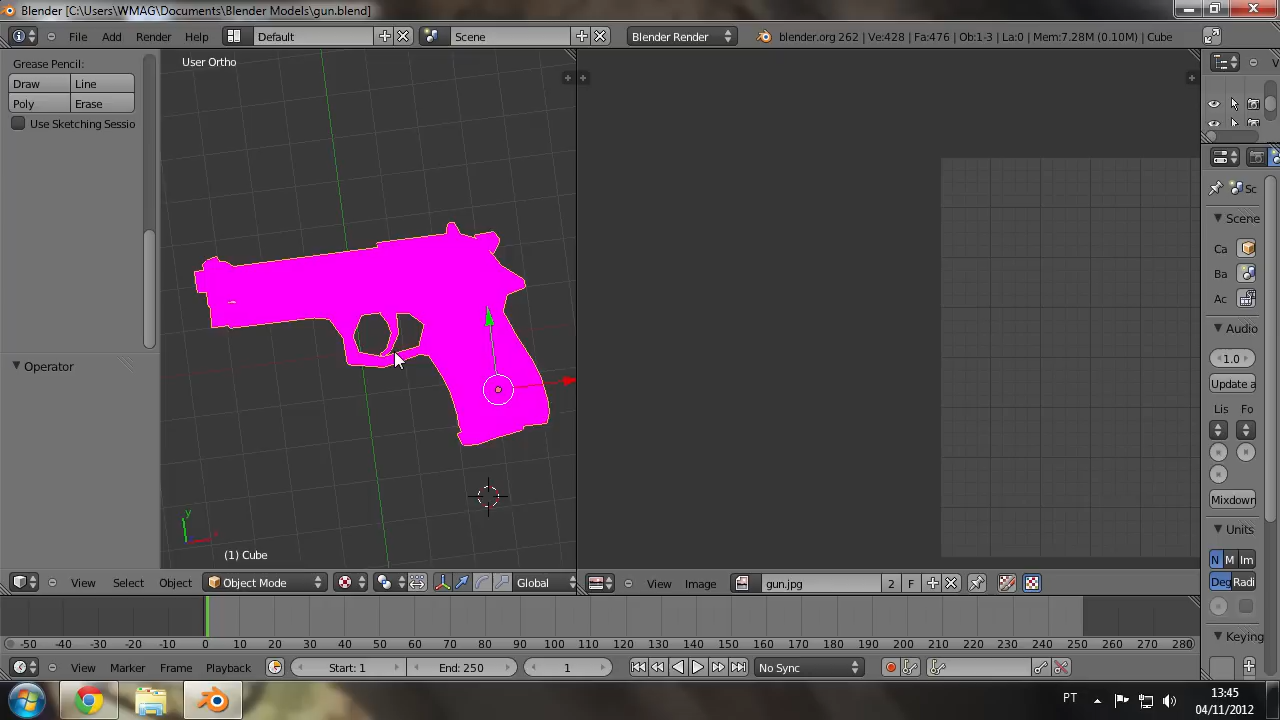 Blender [C:\Users\WMAG\Documents\Blender Models\gun.blend]
File Add Render Help Default Scene Blender Render blender.org 262 | Ve:428 | Fa:476 | Ob:1-3 | La:0 | Mem:7.28M (0.10M) | Cube
Grease Pencil:
Draw Line
Poly Erase
Use Sketching Sessio
Operator
User Ortho
y
x
(1) Cube
View Select Object Object Mode Global
View Image gun.jpg 2 F
V
Sc
Scene
Ca
Ba
Ac
Audio
1.0
Update a
Lis Fo
Mixdown
Units
N M Im
Deg Radi
Keying
-50 -40 -30 -20 -10 0 10 20 30 40 50 60 70 80 90 100 110 120 130 140 150 160 170 180 190 200 210 220 230 240 250 260 270 280
View Marker Frame Playback Start: 1 End: 250 1 No Sync
PT 13:45
04/11/2012